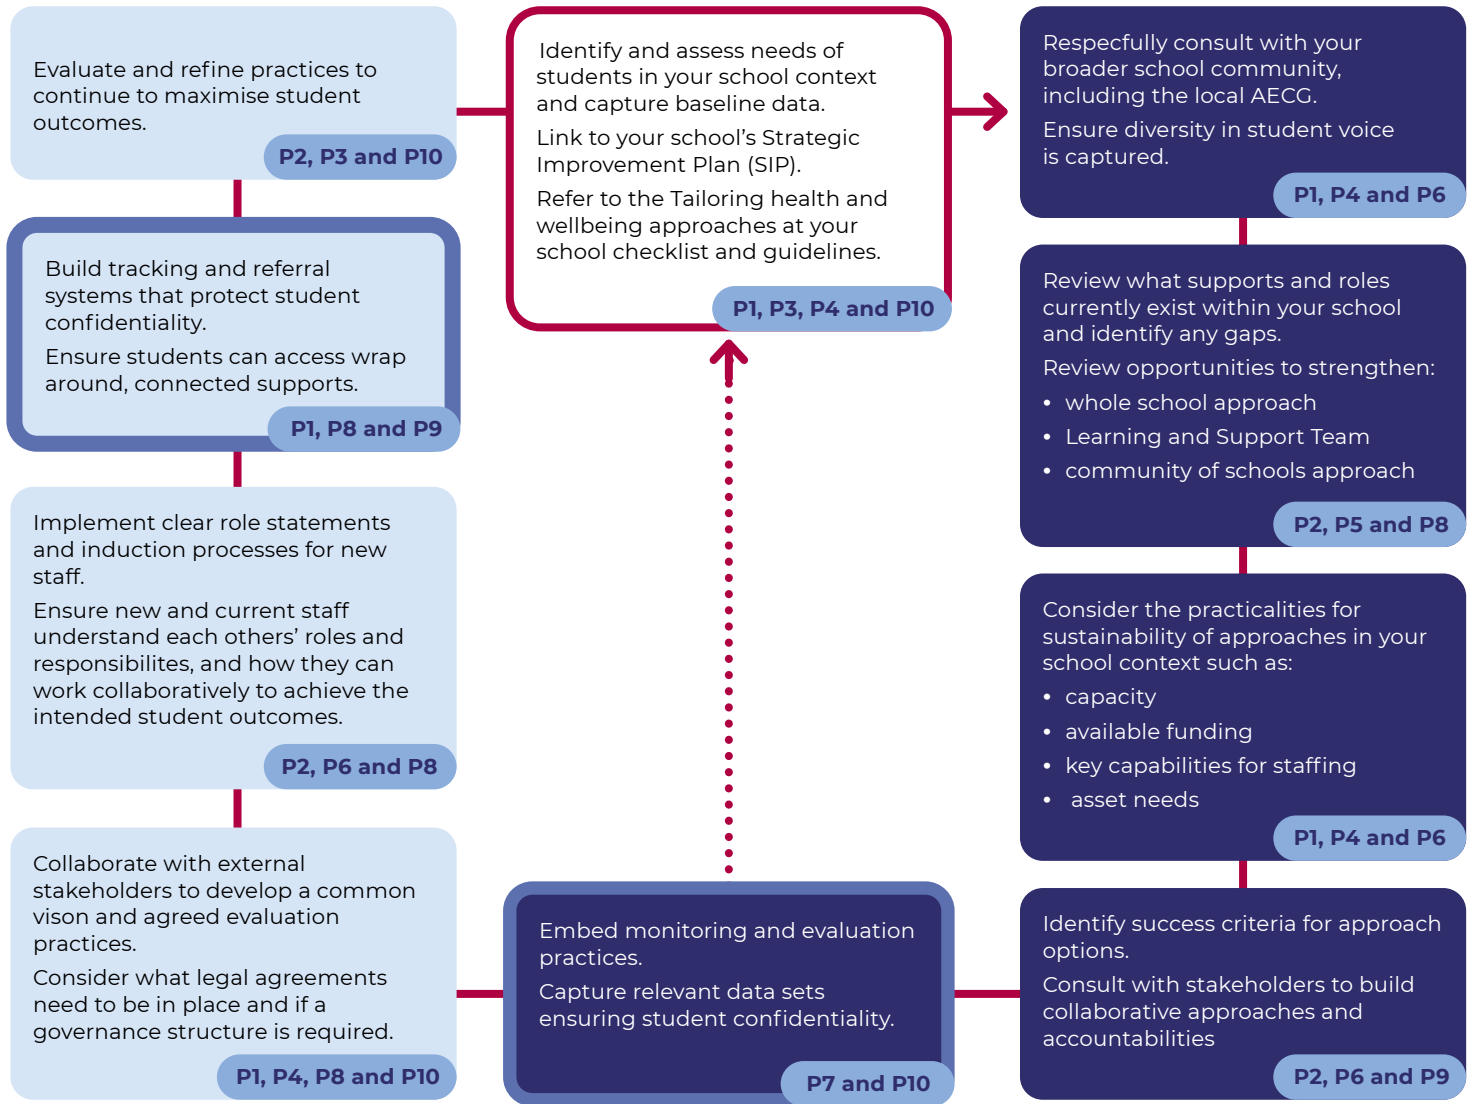 Evaluate and refine practices to
continue to maximise student
outcomes.
P2, P3 and P10
Build tracking and referral
systems that protect student
confidentiality.
Ensure students can access wrap
around, connected supports.
P1, P8 and P9
Implement clear role statements
and induction processes for new
staff.
Ensure new and current staff
understand each others’ roles and
responsibilites, and how they can
work collaboratively to achieve the
intended student outcomes.
P2, P6 and P8
Collaborate with external
stakeholders to develop a common
vison and agreed evaluation
practices.
Consider what legal agreements
need to be in place and if a
governance structure is required.
P1, P4, P8 and P10
Identify and assess needs of
students in your school context
and capture baseline data.
Link to your school’s Strategic
Improvement Plan (SIP).
Refer to the Tailoring health and
wellbeing approaches at your
school checklist and guidelines.
P1, P3, P4 and P10
Embed monitoring and evaluation
practices.
Capture relevant data sets
ensuring student confidentiality.
P7 and P10
Respecfully consult with your
broader school community,
including the local AECG.
Ensure diversity in student voice
is captured.
P1, P4 and P6
Review what supports and roles
currently exist within your school
and identify any gaps.
Review opportunities to strengthen:
• whole school approach
• Learning and Support Team
• community of schools approach
P2, P5 and P8
Consider the practicalities for
sustainability of approaches in your
school context such as:
• capacity
• available funding
• key capabilities for staffing
• asset needs
P1, P4 and P6
Identify success criteria for approach
options.
Consult with stakeholders to build
collaborative approaches and
accountabilities
P2, P6 and P9